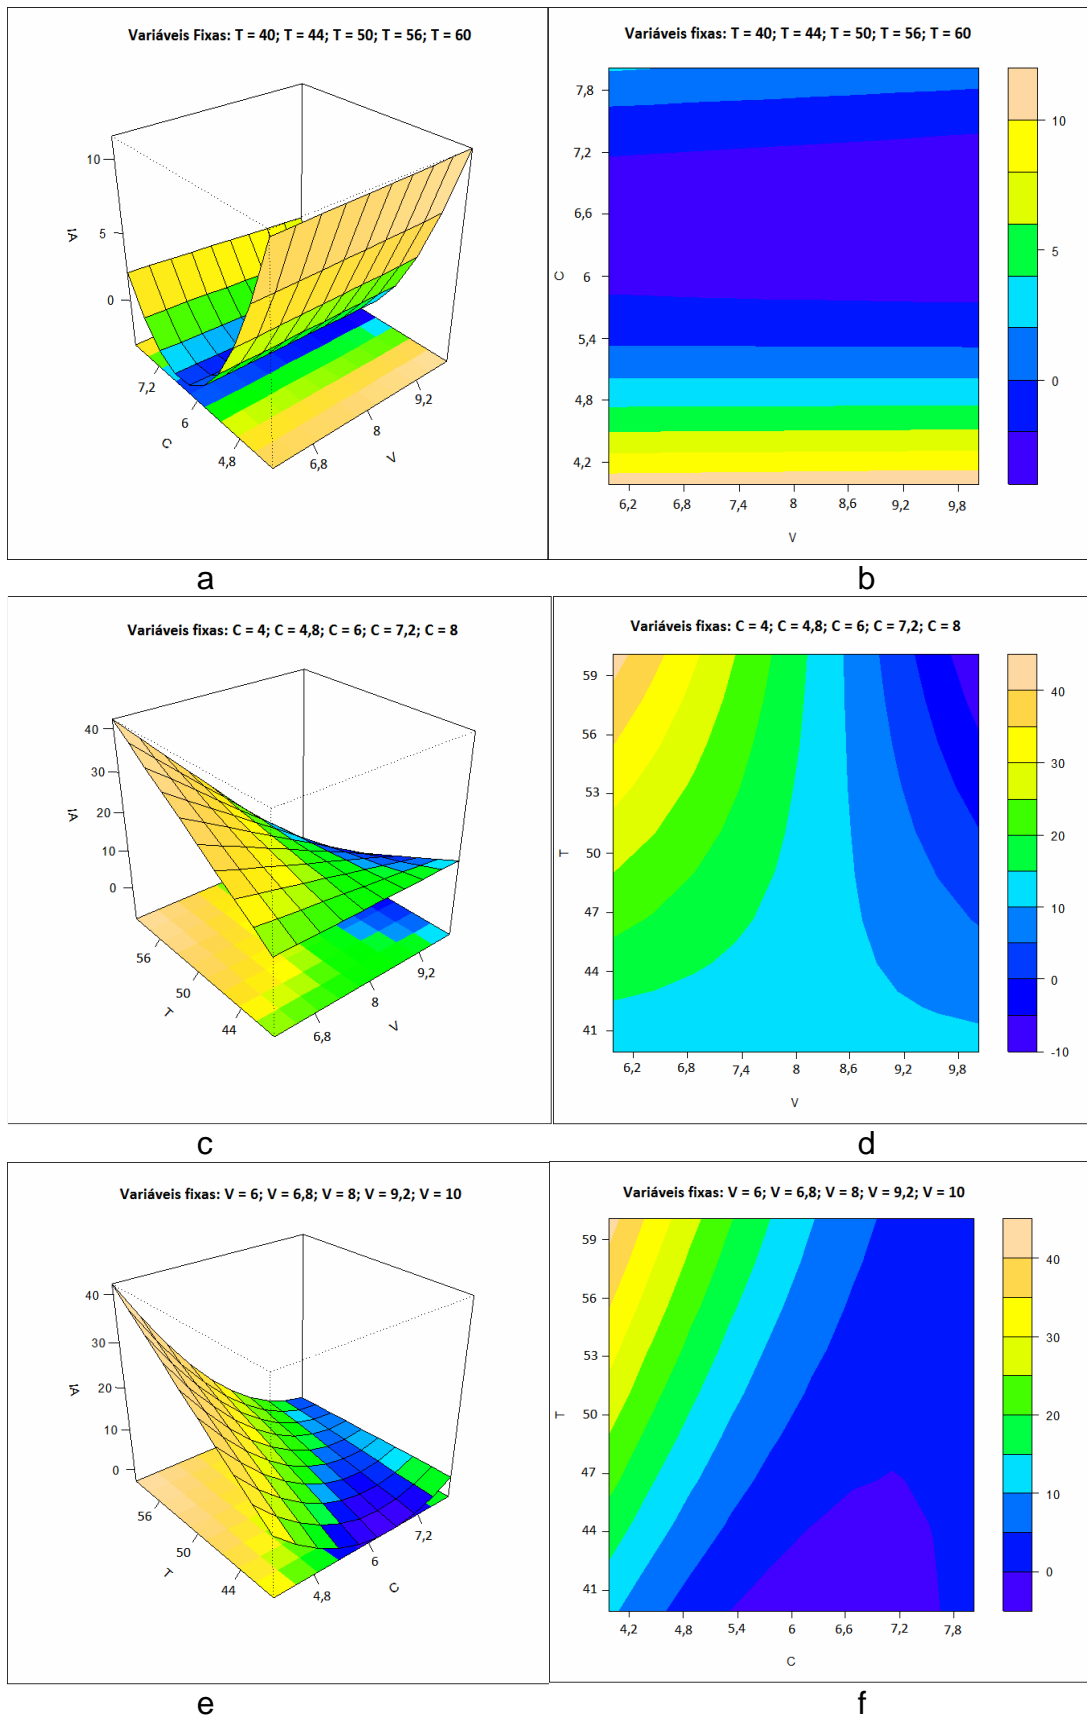 Variáveis Fixas: T = 40; T = 44; T = 50; T = 56; T = 60
10
5
0
IA
7,2
6
4,8
C
6,8
8
9,2
V
a
Variáveis fixas: T = 40; T = 44; T = 50; T = 56; T = 60
7,8
7,2
6,6
6
5,4
4,8
4,2
C
6,2 6,8 7,4 8 8,6 9,2 9,8
V
10
5
0
b
Variáveis fixas: C = 4; C = 4,8; C = 6; C = 7,2; C = 8
40
30
20
10
0
IA
56
50
44
T
6,8
8
9,2
V
c
Variáveis fixas: C = 4; C = 4,8; C = 6; C = 7,2; C = 8
59
56
53
50
47
44
41
T
6,2 6,8 7,4 8 8,6 9,2 9,8
V
40
30
20
10
0
-10
d
Variáveis fixas: V = 6; V = 6,8; V = 8; V = 9,2; V = 10
40
30
20
10
0
IA
56
50
44
T
4,8
6
7,2
C
e
Variáveis fixas: V = 6; V = 6,8; V = 8; V = 9,2; V = 10
59
56
53
50
47
44
41
T
4,2 4,8 5,4 6 6,6 7,2 7,8
C
40
30
20
10
0
f